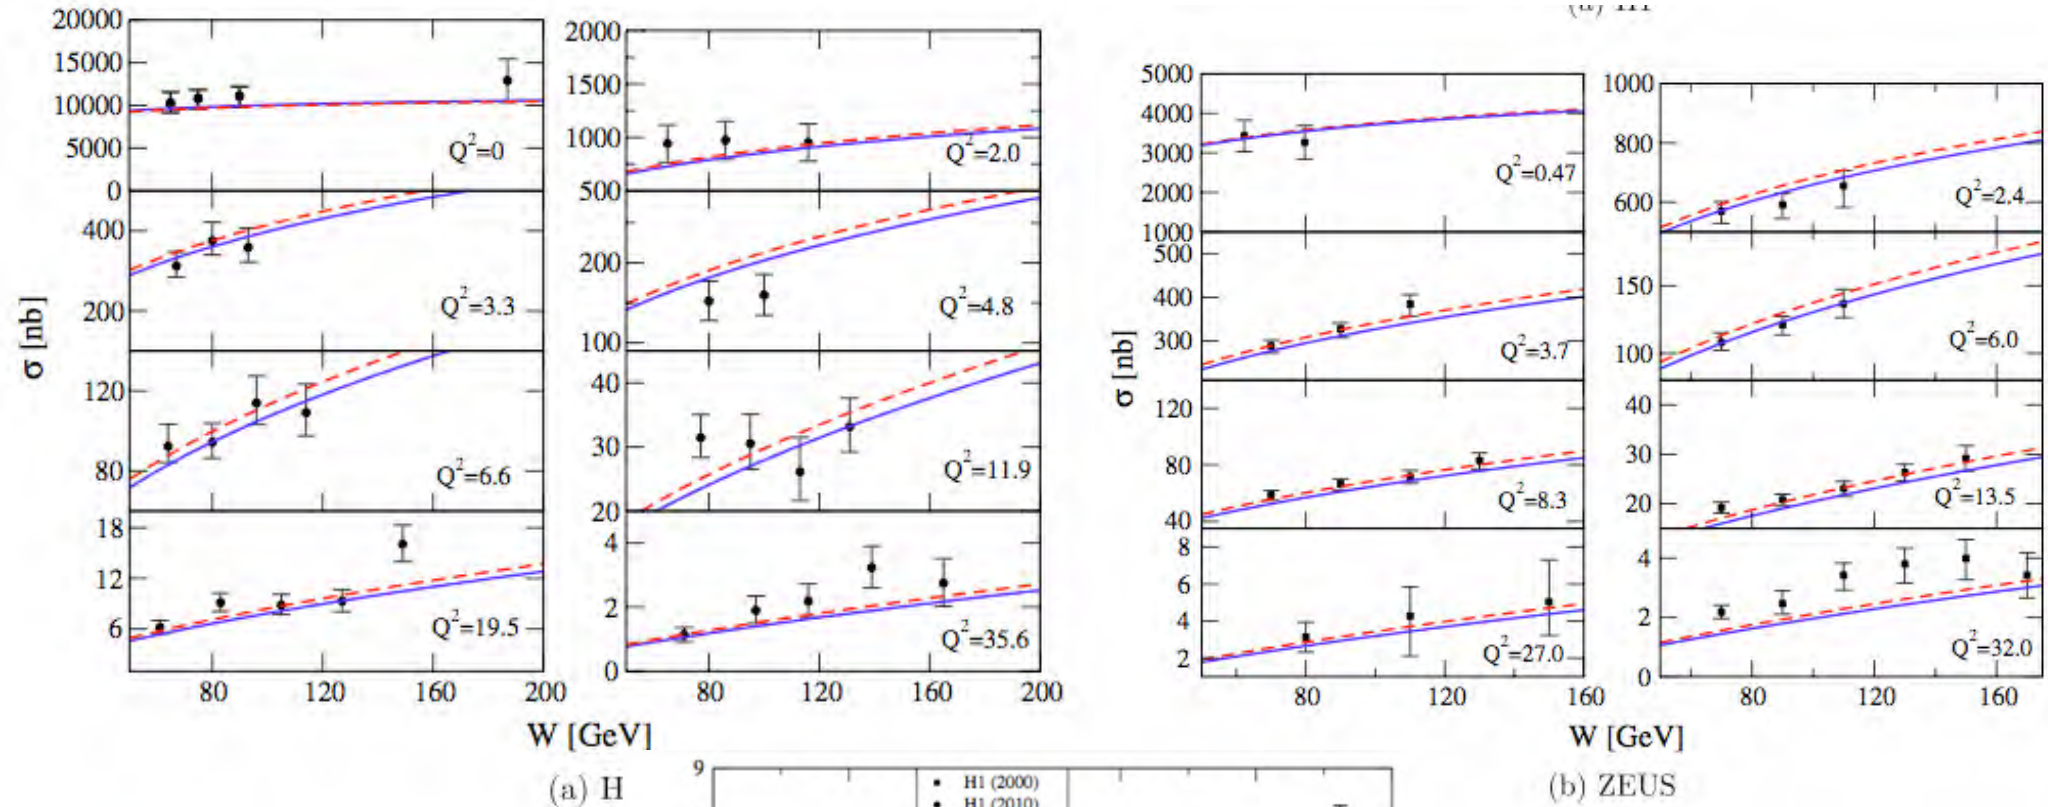 20000
15000
10000
5000
0
Q²=0
2000
1500
1000
500
Q²=2.0
400
200
Q²=3.3
200
100
Q²=4.8
120
80
Q²=6.6
40
30
20
Q²=11.9
18
12
6
Q²=19.5
4
2
0
Q²=35.6
σ [nb]
80 120 160 200
80 120 160 200
W [GeV]
(a) H
5000
4000
3000
2000
1000
Q²=0.47
1000
800
600
Q²=2.4
500
400
300
Q²=3.7
150
100
Q²=6.0
120
80
40
Q²=8.3
40
30
20
Q²=13.5
8
6
4
2
Q²=27.0
4
2
0
Q²=32.0
σ [nb]
80 120 160
80 120 160
W [GeV]
(b) ZEUS
9
H1 (2000)
H1 (2010)